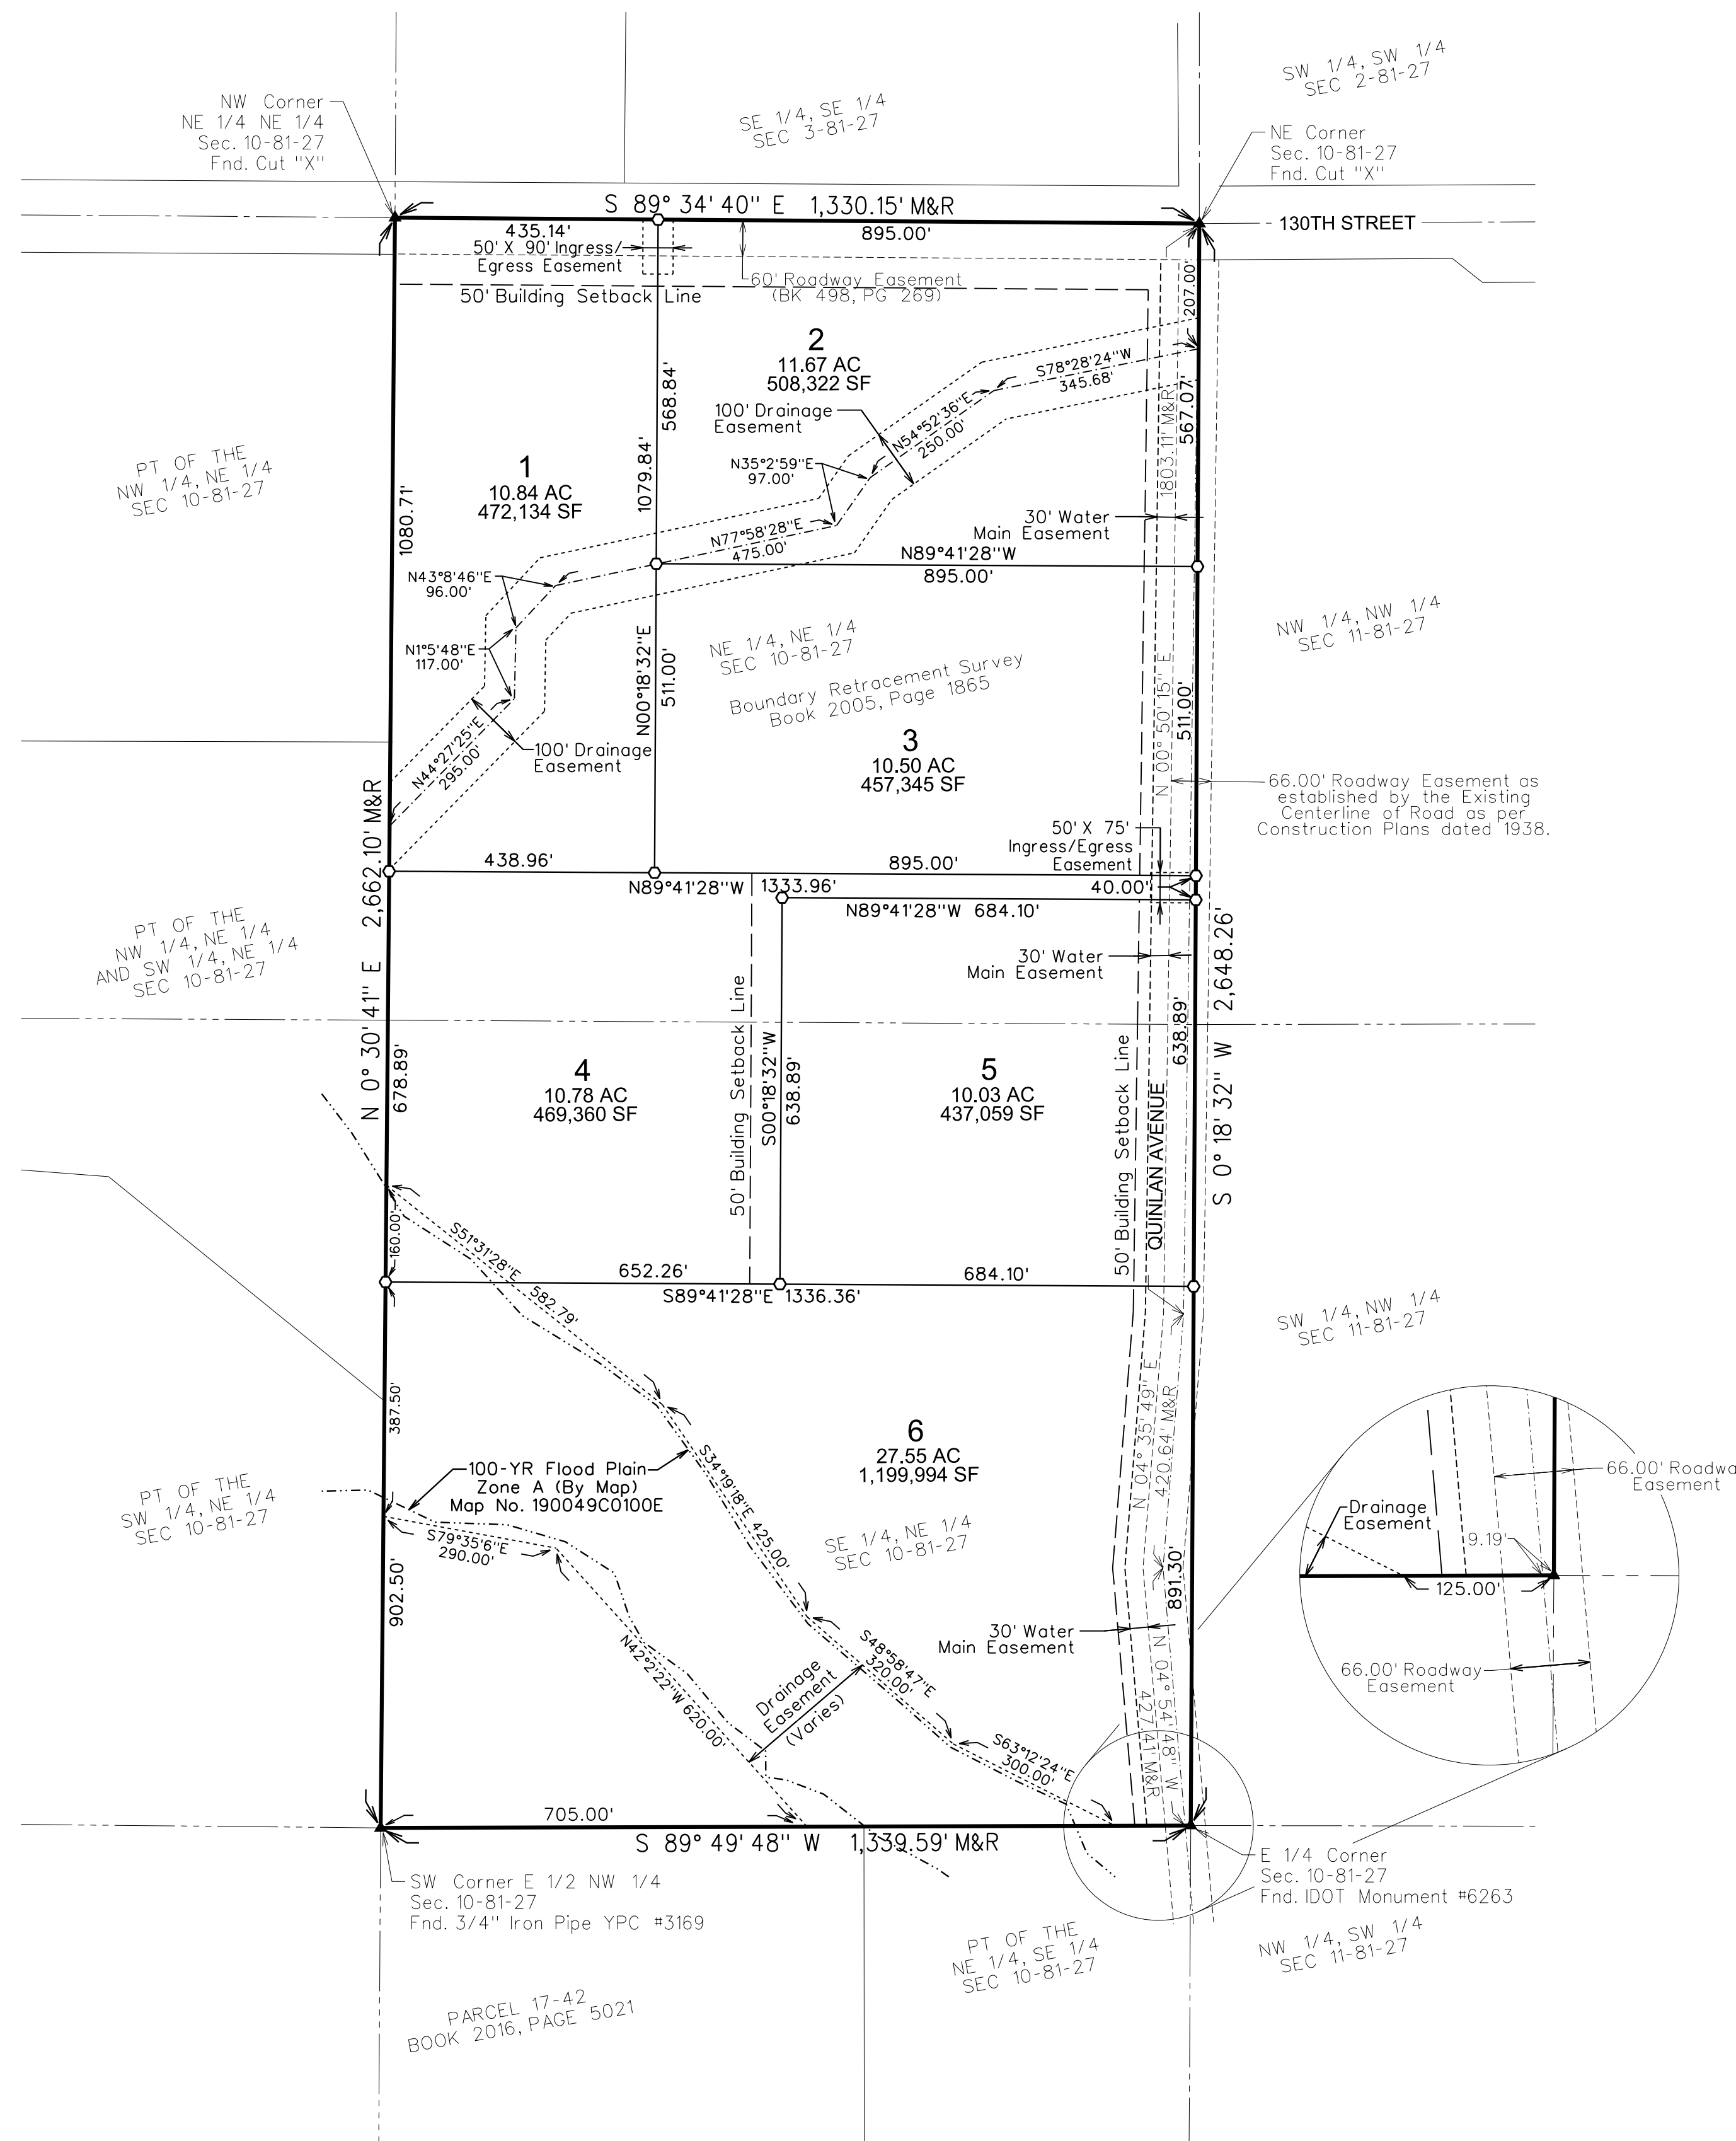 SW 1/4, SW 1/4
SEC 2-81-27
NW Corner
NE 1/4 NE 1/4
Sec. 10-81-27
Fnd. Cut "X"
SE 1/4, SE 1/4
SEC 3-81-27
NE Corner
Sec. 10-81-27
Fnd. Cut "X"
S 89° 34' 40" E 1,330.15' M&R
130TH STREET
435.14'
895.00'
50' X 90' Ingress/
Egress Easement
60' Roadway Easement
(BK 498, PG 269)
50' Building Setback Line
207.00'
2
11.67 AC
508,322 SF
S78°28'24"W
345.68'
568.84'
100' Drainage
Easement
N54°52'36"E
250.00'
1803.11' M&R
567.07'
PT OF THE
NW 1/4, NE 1/4
SEC 10-81-27
1
10.84 AC
472,134 SF
1079.84'
N35°2'59"E
97.00'
1080.71'
30' Water
Main Easement
N77°58'28"E
475.00'
N89°41'28"W
895.00'
N43°8'46"E
96.00'
N1°5'48"E
117.00'
NE 1/4, NE 1/4
SEC 10-81-27
NW 1/4, NW 1/4
SEC 11-81-27
N00°18'32"E
511.00'
Boundary Retracement Survey
Book 2005, Page 1865
N 00° 50' 15" E
511.00'
N44°27'25"E
295.00'
100' Drainage
Easement
3
10.50 AC
457,345 SF
66.00' Roadway Easement as
established by the Existing
Centerline of Road as per
Construction Plans dated 1938.
50' X 75'
Ingress/Egress
Easement
438.96'
895.00'
N89°41'28"W 1333.96'
40.00'
N89°41'28"W 684.10'
N 0° 30' 41" E 2,662.10' M&R
PT OF THE
NW 1/4, NE 1/4
AND SW 1/4, NE 1/4
SEC 10-81-27
30' Water
Main Easement
S 0° 18' 32" W 2,648.26'
50' Building Setback Line
638.89'
678.89'
4
10.78 AC
469,360 SF
S00°18'32"W
638.89'
5
10.03 AC
437,059 SF
50' Building Setback Line
QUINLAN AVENUE
160.00'
S51°31'28"E 582.79'
652.26'
684.10'
S89°41'28"E 1336.36'
SW 1/4, NW 1/4
SEC 11-81-27
387.50'
N 04° 35' 49" E
420.64' M&R
6
27.55 AC
1,199,994 SF
100-YR Flood Plain
Zone A (By Map)
Map No. 190049C0100E
S34°19'18"E 425.00'
PT OF THE
SW 1/4, NE 1/4
SEC 10-81-27
66.00' Roadwa
Easement
Drainage
Easement
9.19'
125.00'
66.00' Roadway
Easement
S79°35'6"E
290.00'
SE 1/4, NE 1/4
SEC 10-81-27
902.50'
891.30'
30' Water
Main Easement
N42°2'22"W 620.00'
Drainage
Easement
(Varies)
S48°58'47"E
320.00'
N 04° 54' 48" W
427.41' M&R
S63°12'24"E
300.00'
705.00'
S 89° 49' 48" W 1,339.59' M&R
SW Corner E 1/2 NW 1/4
Sec. 10-81-27
Fnd. 3/4" Iron Pipe YPC #3169
E 1/4 Corner
Sec. 10-81-27
Fnd. IDOT Monument #6263
PT OF THE
NE 1/4, SE 1/4
SEC 10-81-27
NW 1/4, SW 1/4
SEC 11-81-27
PARCEL 17-42
BOOK 2016, PAGE 5021